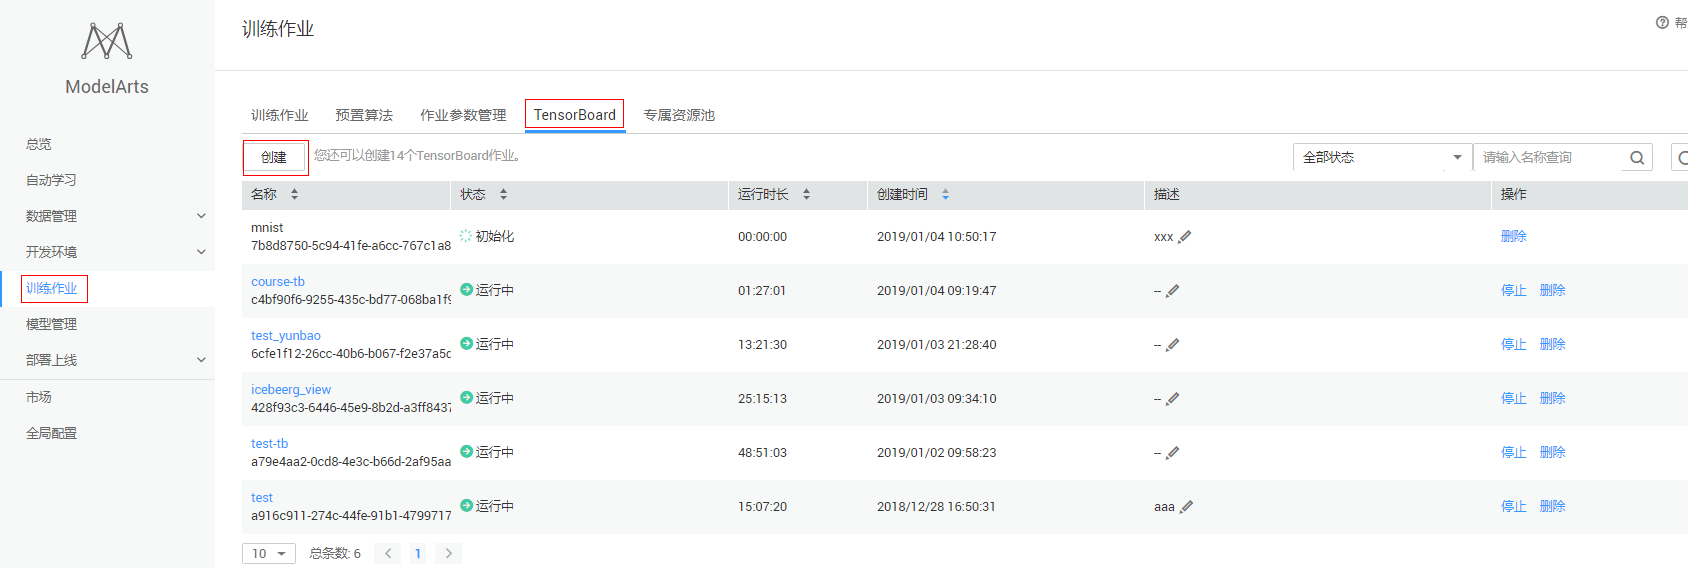 ModelArts
总览
自动学习
数据管理
开发环境
训练作业
模型管理
部署上线
市场
全局配置
训练作业
帮
训练作业 预置算法 作业参数管理 TensorBoard 专属资源池
创建 您还可以创建14个TensorBoard作业。 全部状态 请输入名称查询
名称 状态 运行时长 创建时间 描述 操作
mnist
7b8d8750-5c94-41fe-a6cc-767c1a8 初始化 00:00:00 2019/01/04 10:50:17 xxx 删除
course-tb
c4bf90f6-9255-435c-bd77-068ba1f9 运行中 01:27:01 2019/01/04 09:19:47 -- 停止 删除
test_yunbao
6cfe1f12-26cc-40b6-b067-f2e37a5c 运行中 13:21:30 2019/01/03 21:28:40 -- 停止 删除
icebeerg_view
428f93c3-6446-45e9-8b2d-a3ff8437 运行中 25:15:13 2019/01/03 09:34:10 -- 停止 删除
test-tb
a79e4aa2-0cd8-4e3c-b66d-2af95aa 运行中 48:51:03 2019/01/02 09:58:23 -- 停止 删除
test
a916c911-274c-44fe-91b1-4799717 运行中 15:07:20 2018/12/28 16:50:31 aaa 停止 删除
10 总条数: 6 1